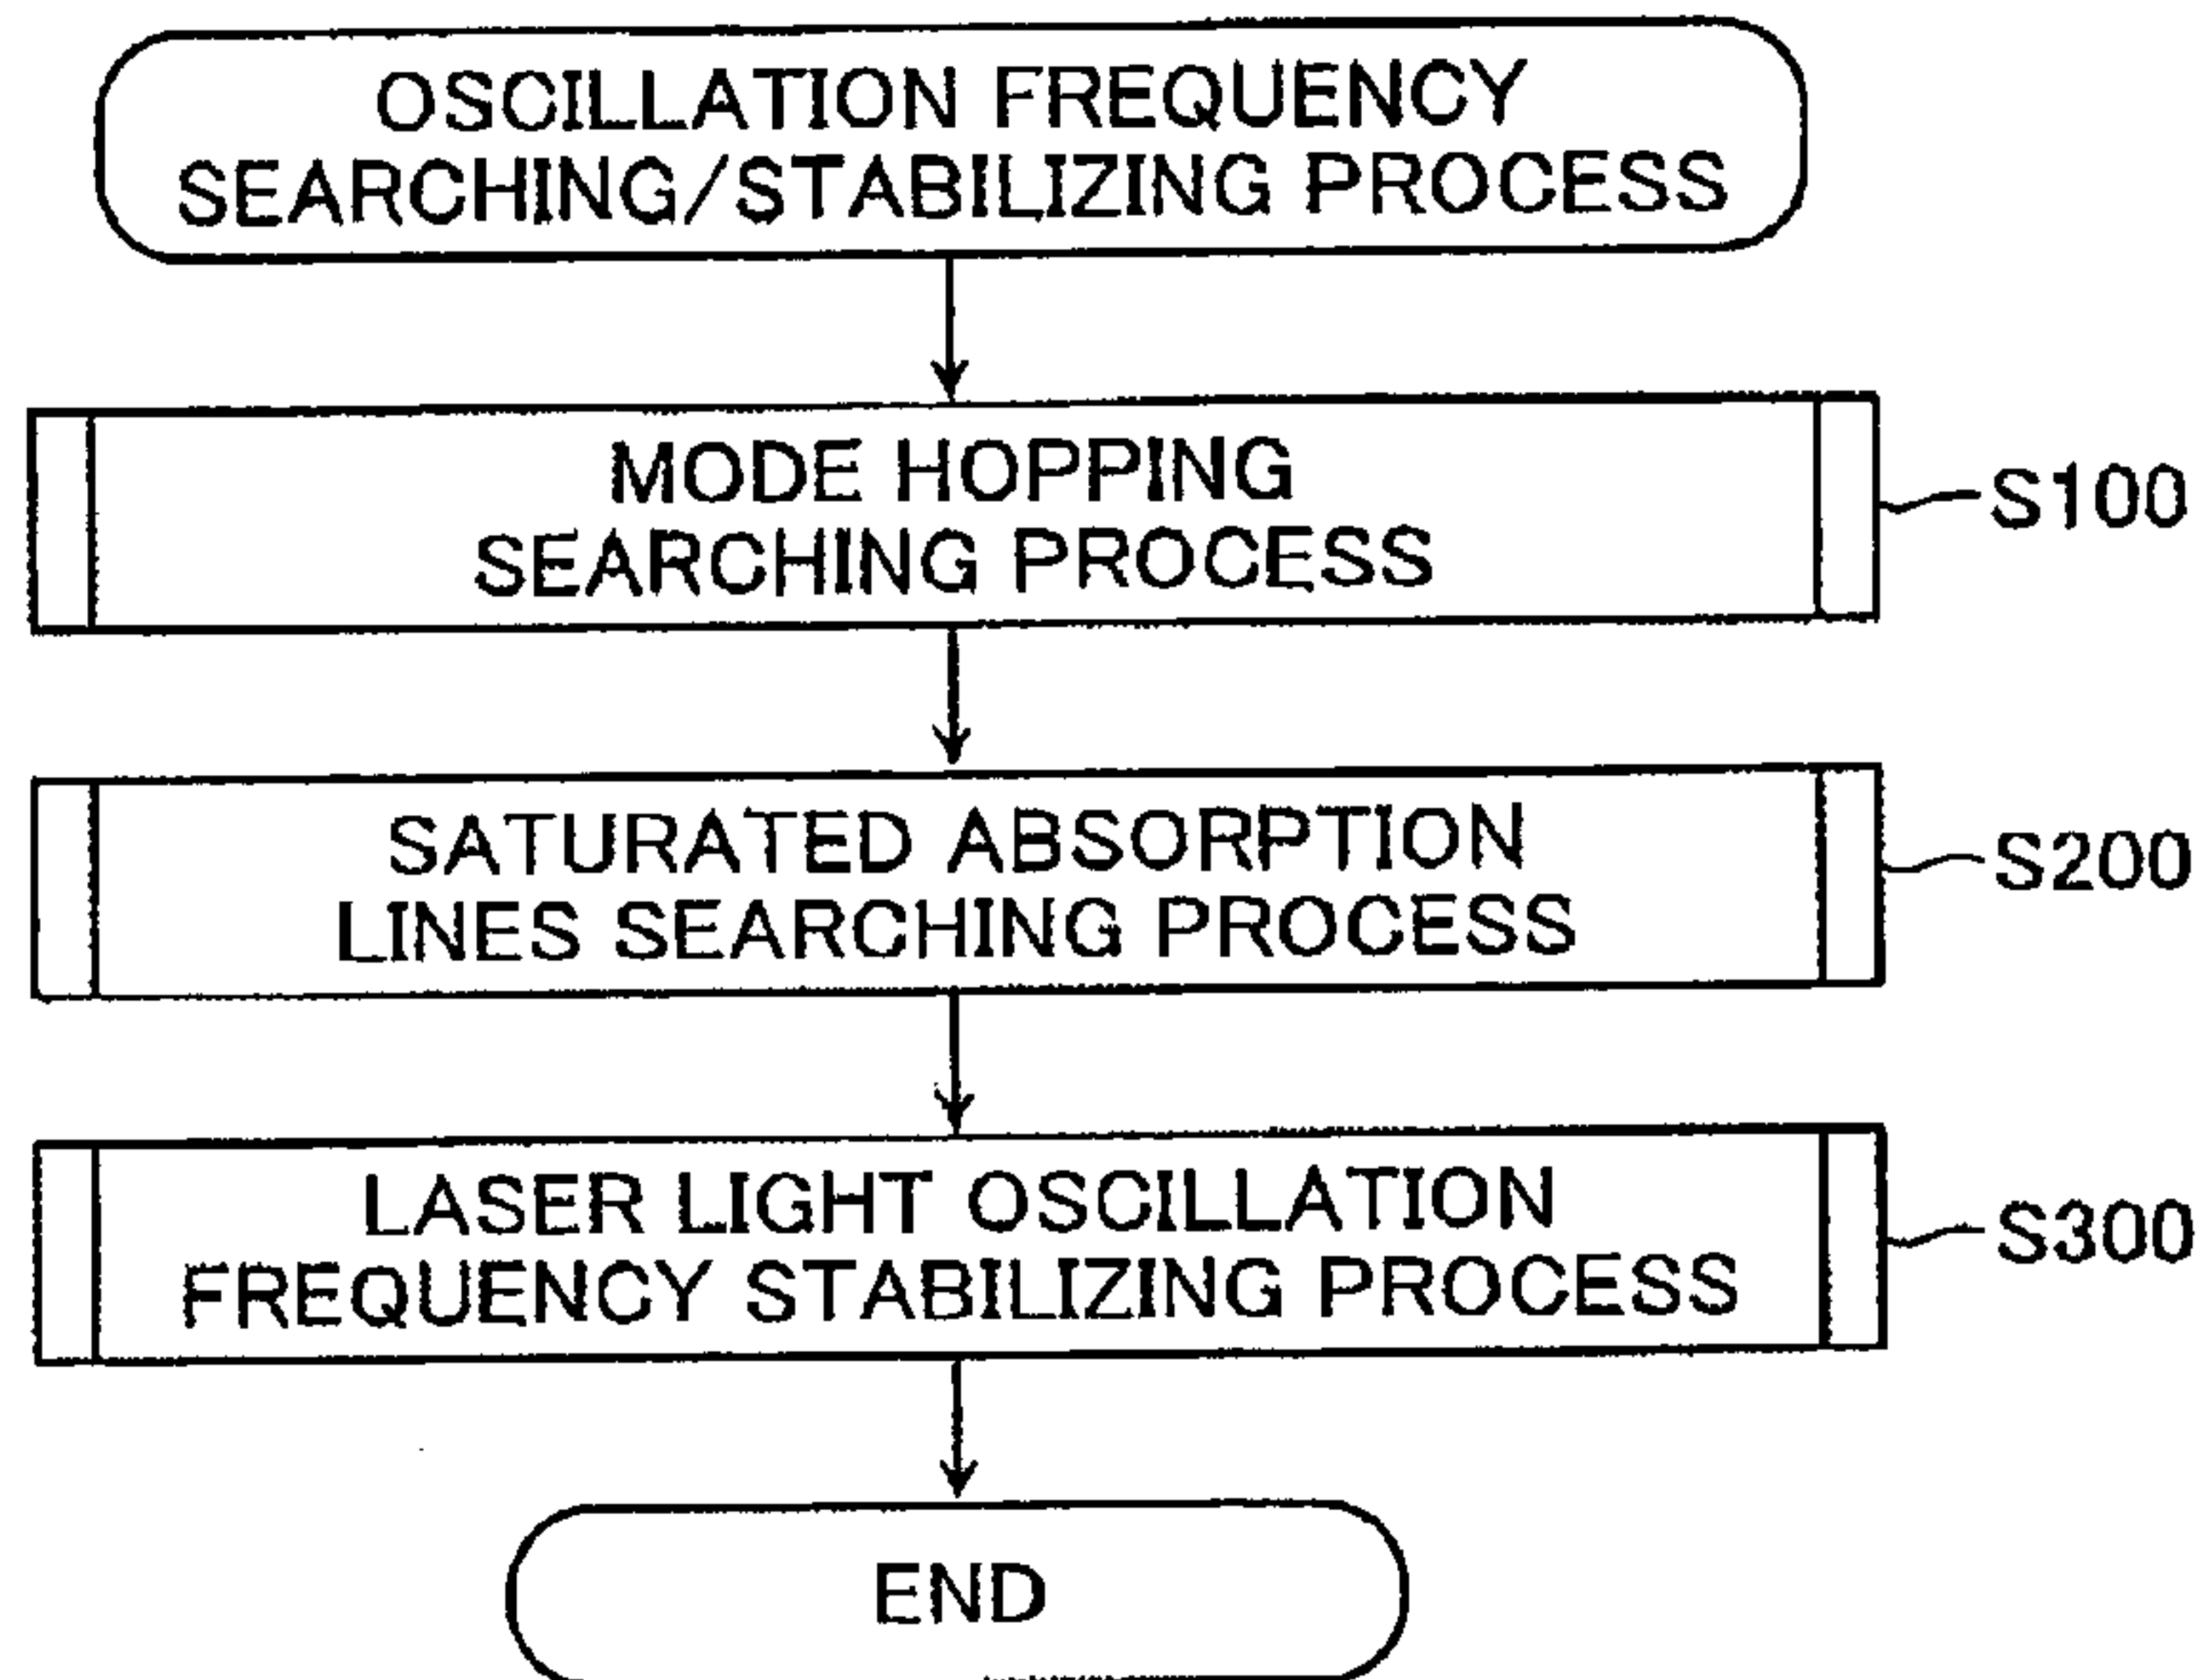 OSCILLATION FREQUENCY
SEARCHING/STABILIZING PROCESS
MODE HOPPING
SEARCHING PROCESS
S100
SATURATED ABSORPTION
LINES SEARCHING PROCESS
S200
LASER LIGHT OSCILLATION
FREQUENCY STABILIZING PROCESS
S300
END